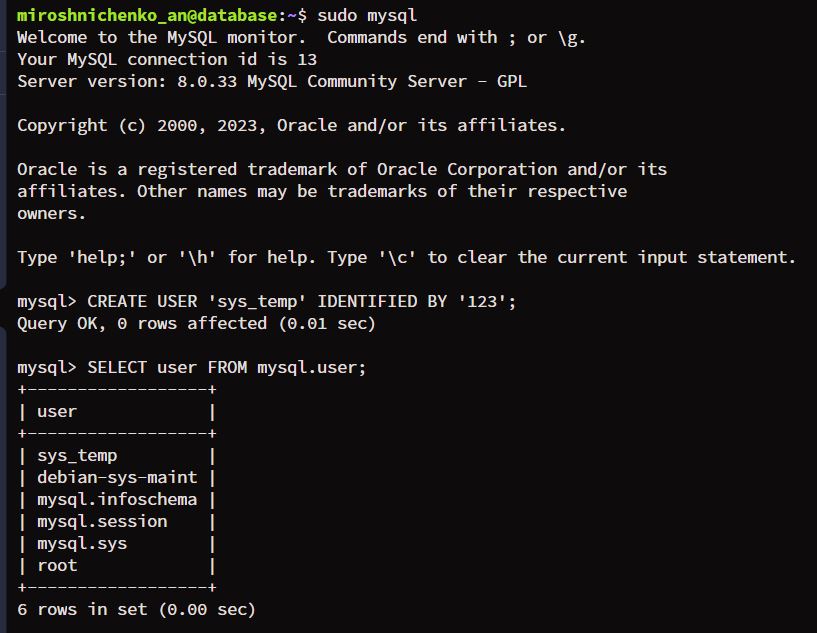 miroshnichenko_an@database:~$ sudo mysql
Welcome to the MySQL monitor.  Commands end with ; or \g.
Your MySQL connection id is 13
Server version: 8.0.33 MySQL Community Server - GPL

Copyright (c) 2000, 2023, Oracle and/or its affiliates.

Oracle is a registered trademark of Oracle Corporation and/or its
affiliates. Other names may be trademarks of their respective
owners.

Type 'help;' or '\h' for help. Type '\c' to clear the current input statement.

mysql> CREATE USER 'sys_temp' IDENTIFIED BY '123';
Query OK, 0 rows affected (0.01 sec)

mysql> SELECT user FROM mysql.user;
+------------------+
| user             |
+------------------+
| sys_temp         |
| debian-sys-maint |
| mysql.infoschema |
| mysql.session    |
| mysql.sys        |
| root             |
+------------------+
6 rows in set (0.00 sec)